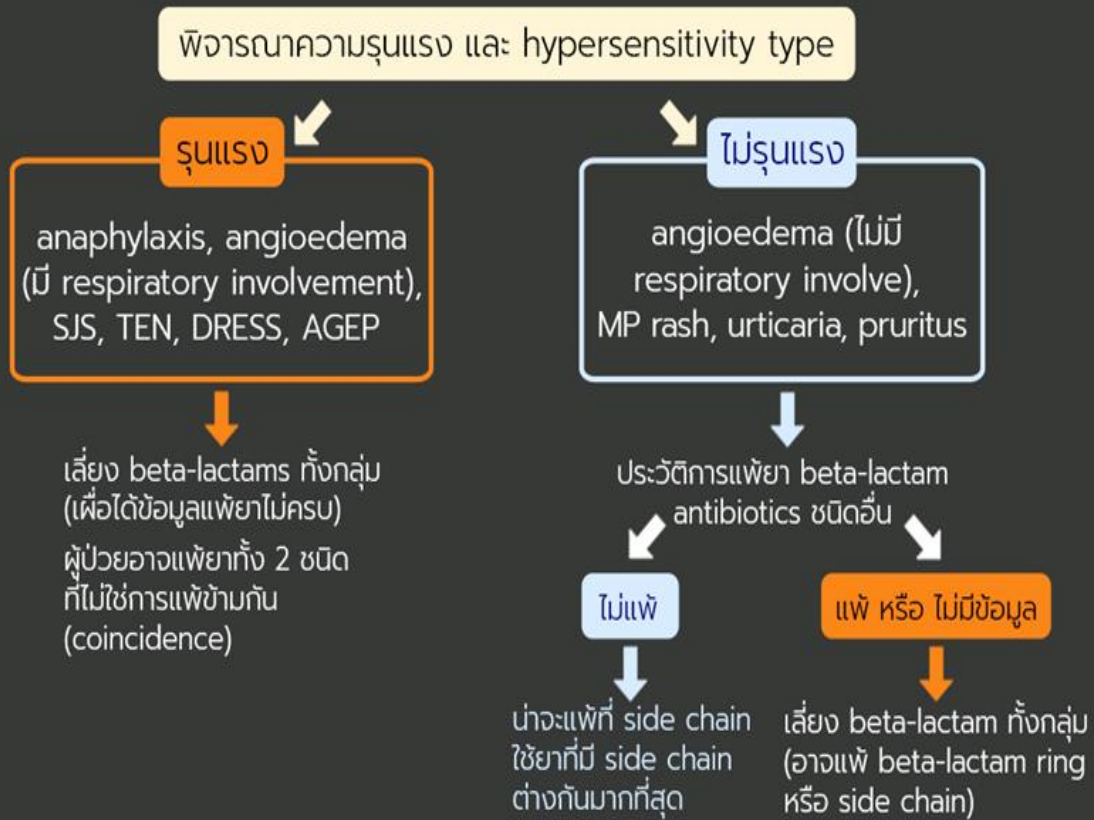 พิจารณาความรุนแรง และ hypersensitivity type
รุนแรง
anaphylaxis, angioedema
(มี respiratory involvement),
SJS, TEN, DRESS, AGEP
เลี่ยง beta-lactams ทั้งกลุ่ม
(เผื่อได้ข้อมูลแพ้ยาไม่ครบ)
ผู้ป่วยอาจแพ้ยาทั้ง 2 ชนิด
ที่ไม่ใช่การแพ้ข้ามกัน
(coincidence)
ไม่รุนแรง
angioedema (ไม่มี
respiratory involve),
MP rash, urticaria, pruritus
ประวัติการแพ้ยา beta-lactam
antibiotics ชนิดอื่น
ไม่แพ้
น่าจะแพ้ที่ side chain
ใช้ยาที่มี side chain
ต่างกันมากที่สุด
แพ้ หรือ ไม่มีข้อมูล
เลี่ยง beta-lactam ทั้งกลุ่ม
(อาจแพ้ beta-lactam ring
หรือ side chain)